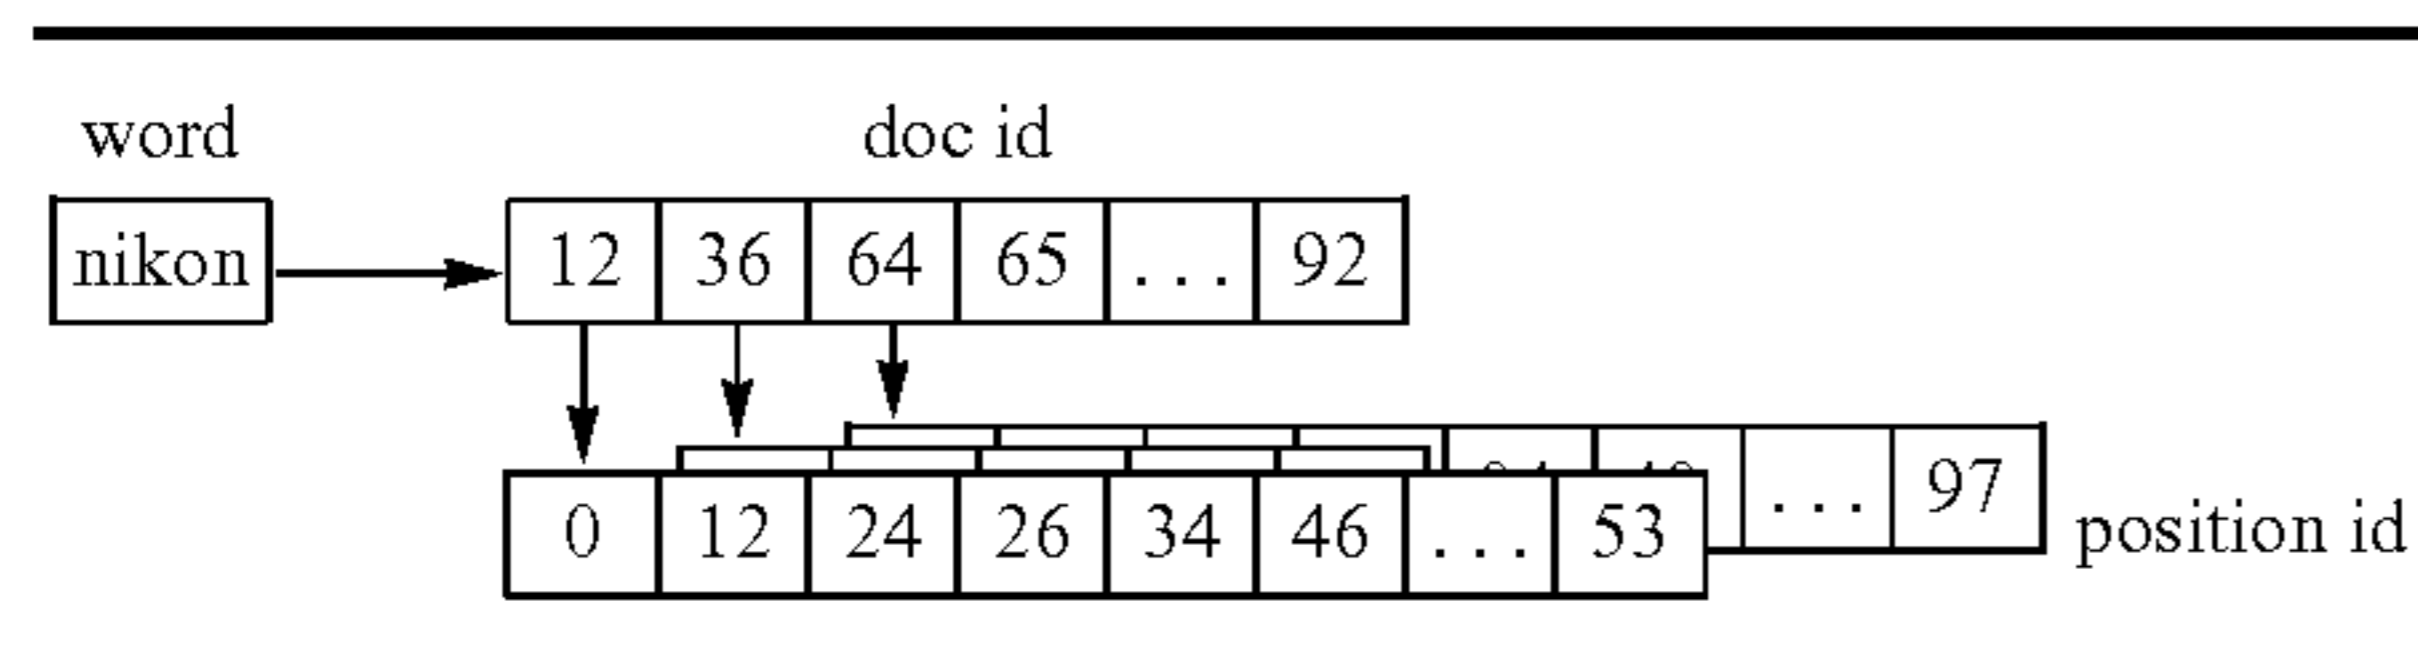 word doc id
nikon 12 36 64 65 ... 92
... 97
0 12 24 26 34 46 ... 53 position id